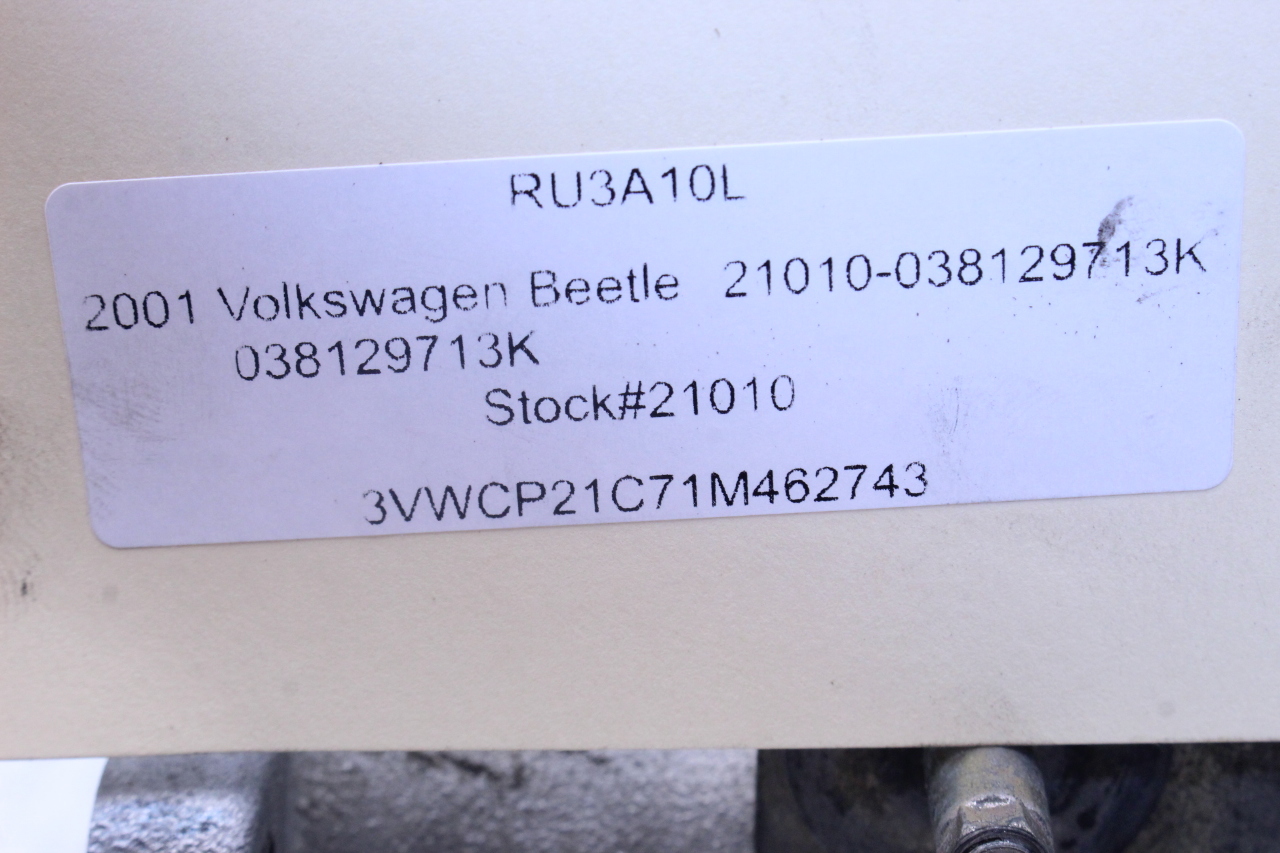 RU3A10L
2001 Volkswagen Beetle 21010-038129713K
038129713K
Stock#21010
3VWCP21C71M462743